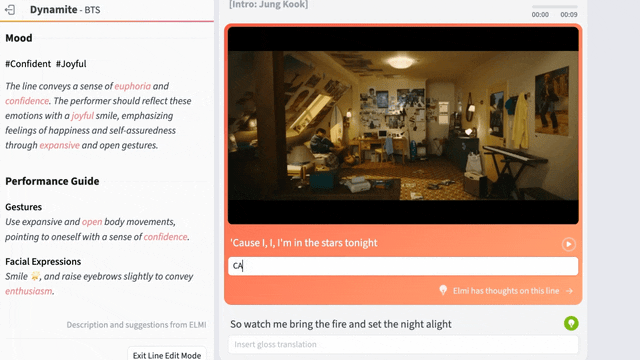 Dynamite - BTS
Mood
#Confident #Joyful
The line conveys a sense of euphoria and
confidence. The performer should reflect these
emotions with a joyful smile, emphasizing
feelings of happiness and self-assuredness
through expansive and open gestures.
Performance Guide
Gestures
Use expansive and open body movements,
pointing to oneself with a sense of confidence.
Facial Expressions
Smile 🌟, and raise eyebrows slightly to convey
enthusiasm.
Description and suggestions from ELMI
Exit Line Edit Mode
[Intro: Jung Kook]
00:00 00:09
'Cause I, I, I'm in the stars tonight
CA
Elmi has thoughts on this line →
So watch me bring the fire and set the night alight
Insert gloss translation